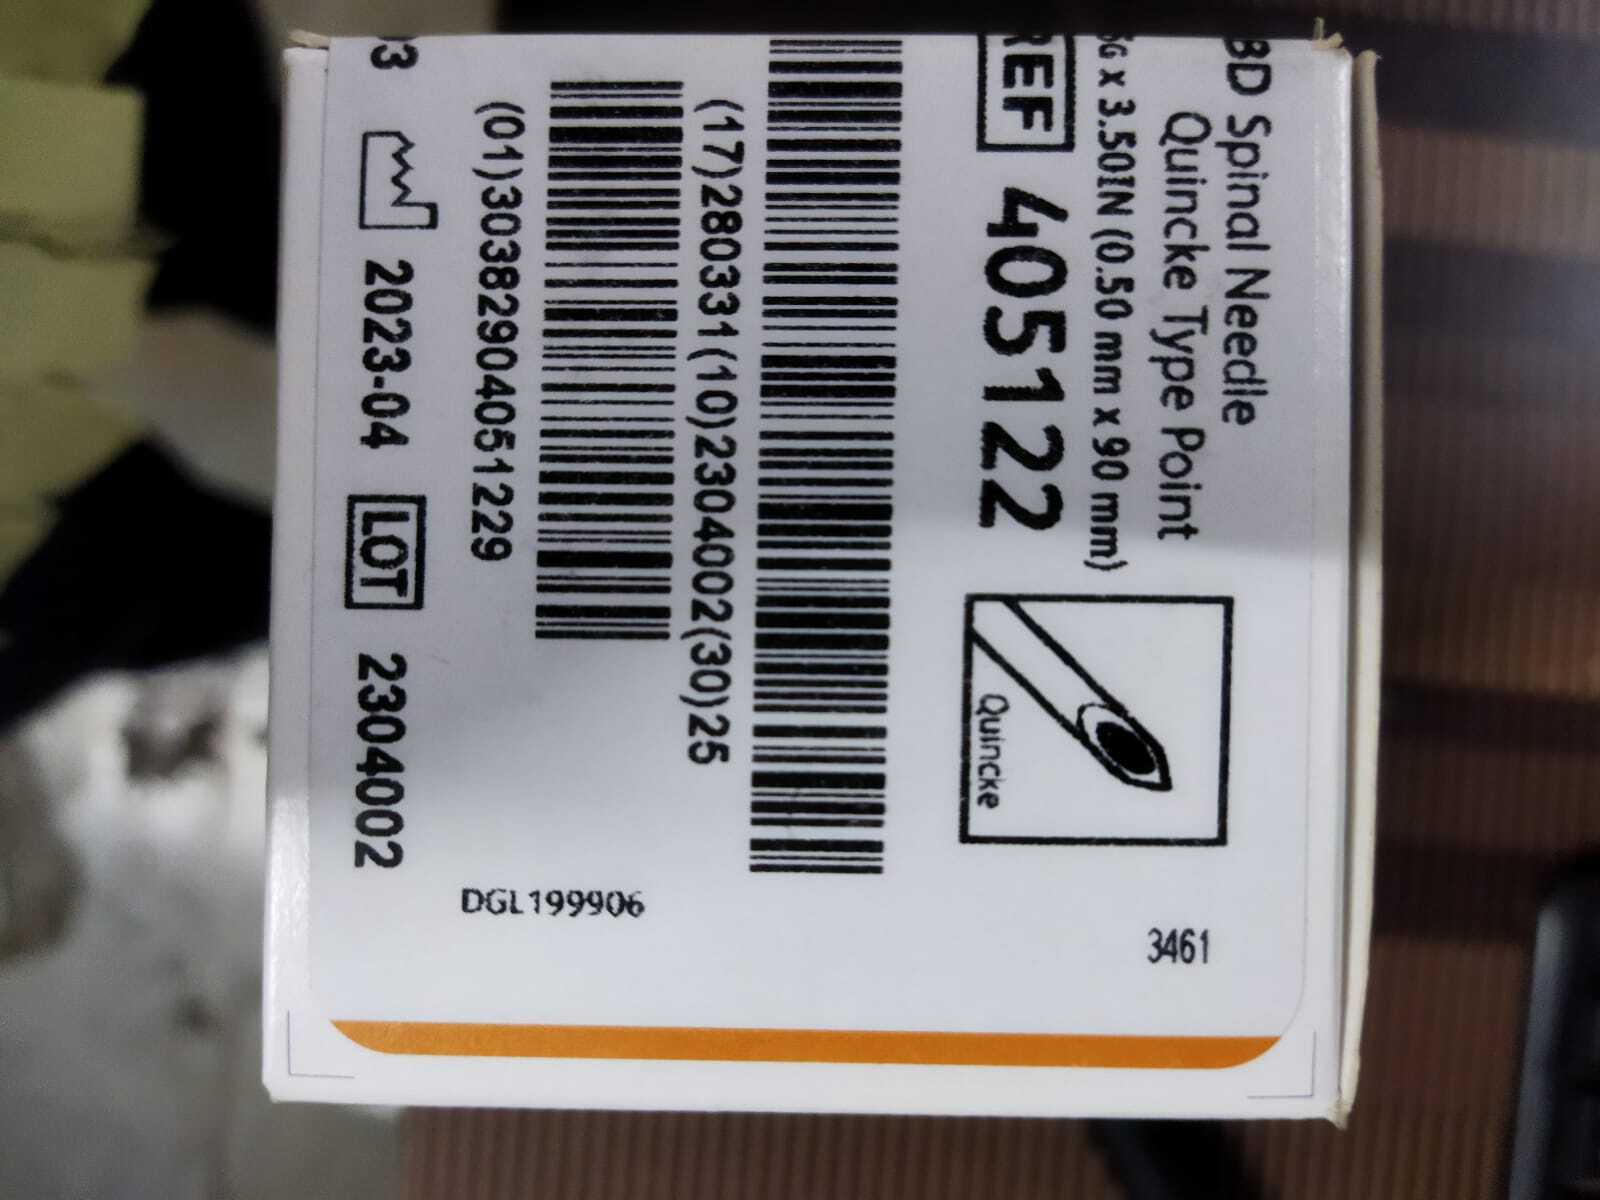 BD Spinal Needle
Quincke Type Point
G x 3.50IN (0.50 mm x 90 mm)
REF 405122
Quincke
(17)280331(10)2304002(30)25
(01)30382904051229
03 2023-04 LOT 2304002
DGL199906
3461